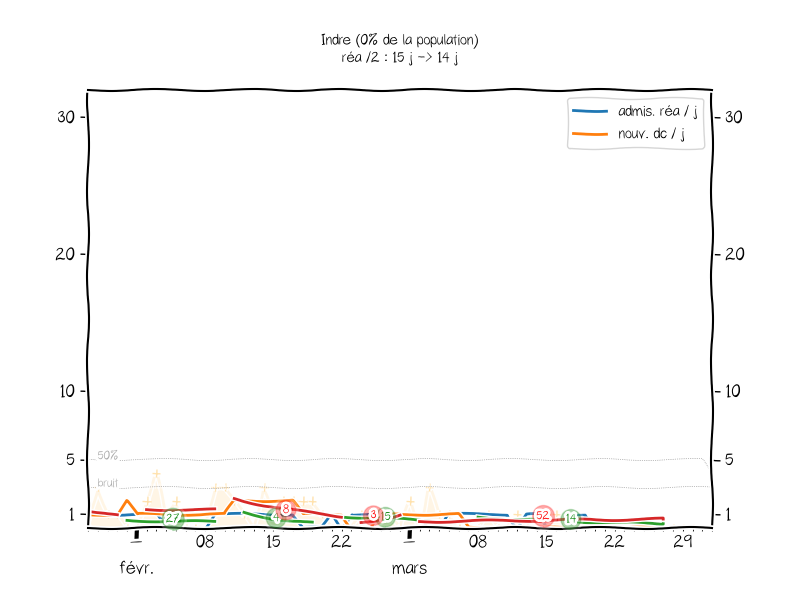 Indre (0% de la population)
réa /2 : 15 j -> 14 j
30 30
admis. réa / j
nouv. dc / j
20 20
10 10
5 50% 5
bruit
1 27 4 8 3 5 52 14 1
1 08 15 22 1 08 15 22 29
févr. mars